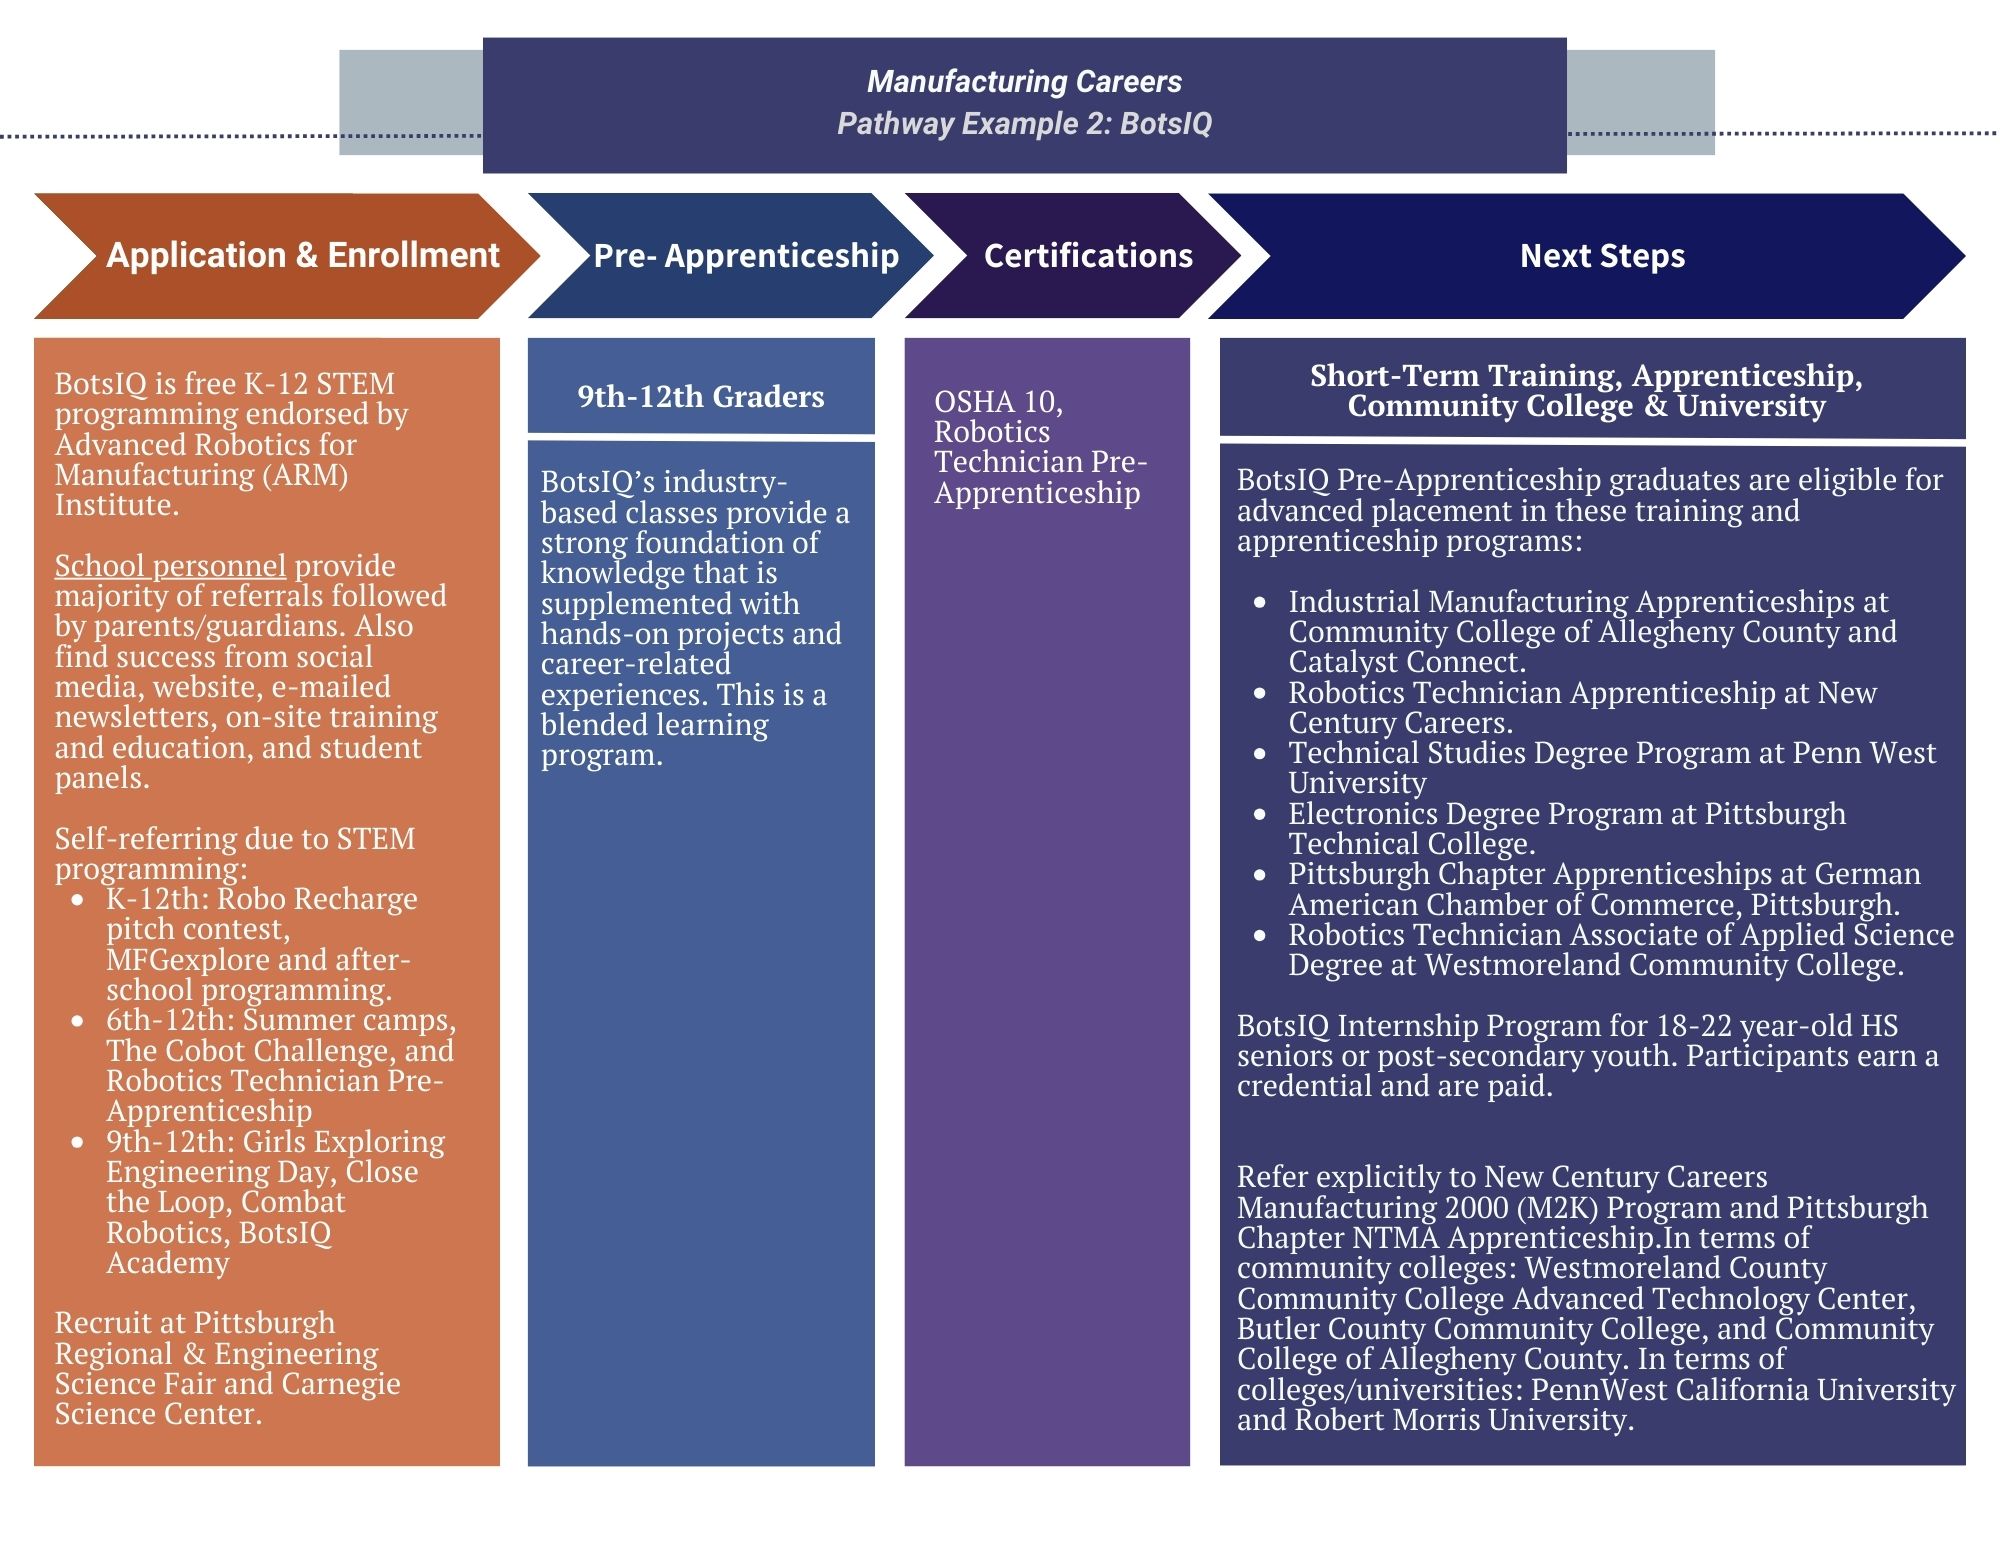 Manufacturing Careers
Pathway Example 2: BotsIQ
Application & Enrollment
Pre- Apprenticeship
Certifications
Next Steps
BotsIQ is free K-12 STEM
programming endorsed by
Advanced Robotics for
Manufacturing (ARM)
Institute.
School personnel provide
majority of referrals followed
by parents/guardians. Also
find success from social
media, website, e-mailed
newsletters, on-site training
and education, and student
panels.
Self-referring due to STEM
programming:
• K-12th: Robo Recharge
pitch contest,
MFGexplore and after-
school programming.
• 6th-12th: Summer camps,
The Cobot Challenge, and
Robotics Technician Pre-
Apprenticeship
• 9th-12th: Girls Exploring
Engineering Day, Close
the Loop, Combat
Robotics, BotsIQ
Academy
Recruit at Pittsburgh
Regional & Engineering
Science Fair and Carnegie
Science Center.
9th-12th Graders
BotsIQ’s industry-
based classes provide a
strong foundation of
knowledge that is
supplemented with
hands-on projects and
career-related
experiences. This is a
blended learning
program.
OSHA 10,
Robotics
Technician Pre-
Apprenticeship
Short-Term Training, Apprenticeship,
Community College & University
BotsIQ Pre-Apprenticeship graduates are eligible for
advanced placement in these training and
apprenticeship programs:
• Industrial Manufacturing Apprenticeships at
Community College of Allegheny County and
Catalyst Connect.
• Robotics Technician Apprenticeship at New
Century Careers.
• Technical Studies Degree Program at Penn West
University
• Electronics Degree Program at Pittsburgh
Technical College.
• Pittsburgh Chapter Apprenticeships at German
American Chamber of Commerce, Pittsburgh.
• Robotics Technician Associate of Applied Science
Degree at Westmoreland Community College.
BotsIQ Internship Program for 18-22 year-old HS
seniors or post-secondary youth. Participants earn a
credential and are paid.
Refer explicitly to New Century Careers
Manufacturing 2000 (M2K) Program and Pittsburgh
Chapter NTMA Apprenticeship.In terms of
community colleges: Westmoreland County
Community College Advanced Technology Center,
Butler County Community College, and Community
College of Allegheny County. In terms of
colleges/universities: PennWest California University
and Robert Morris University.